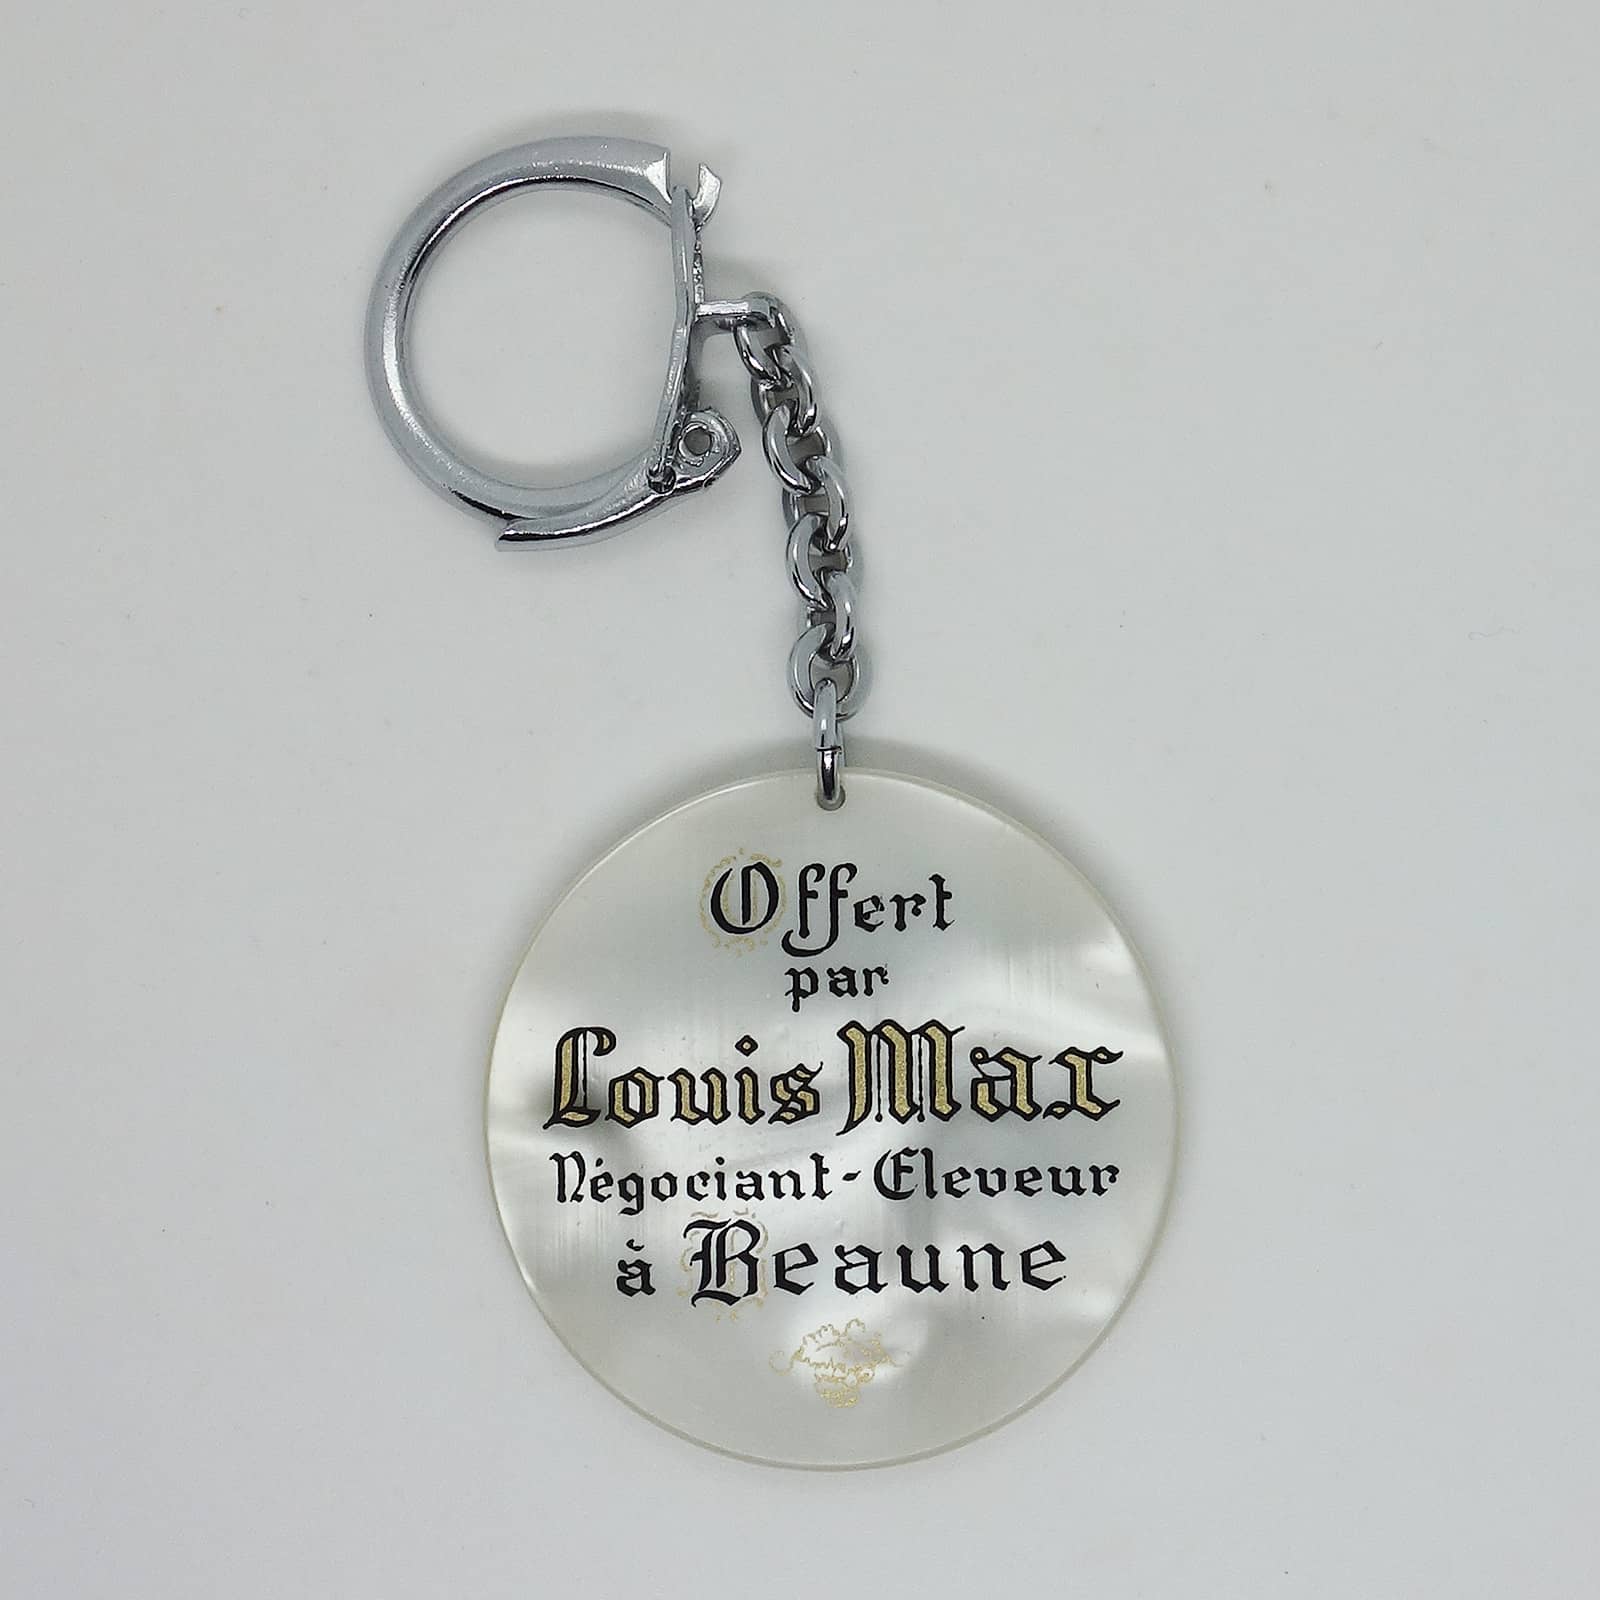 Offert
par
Louis Max
Négociant-Eleveur
à Beaune